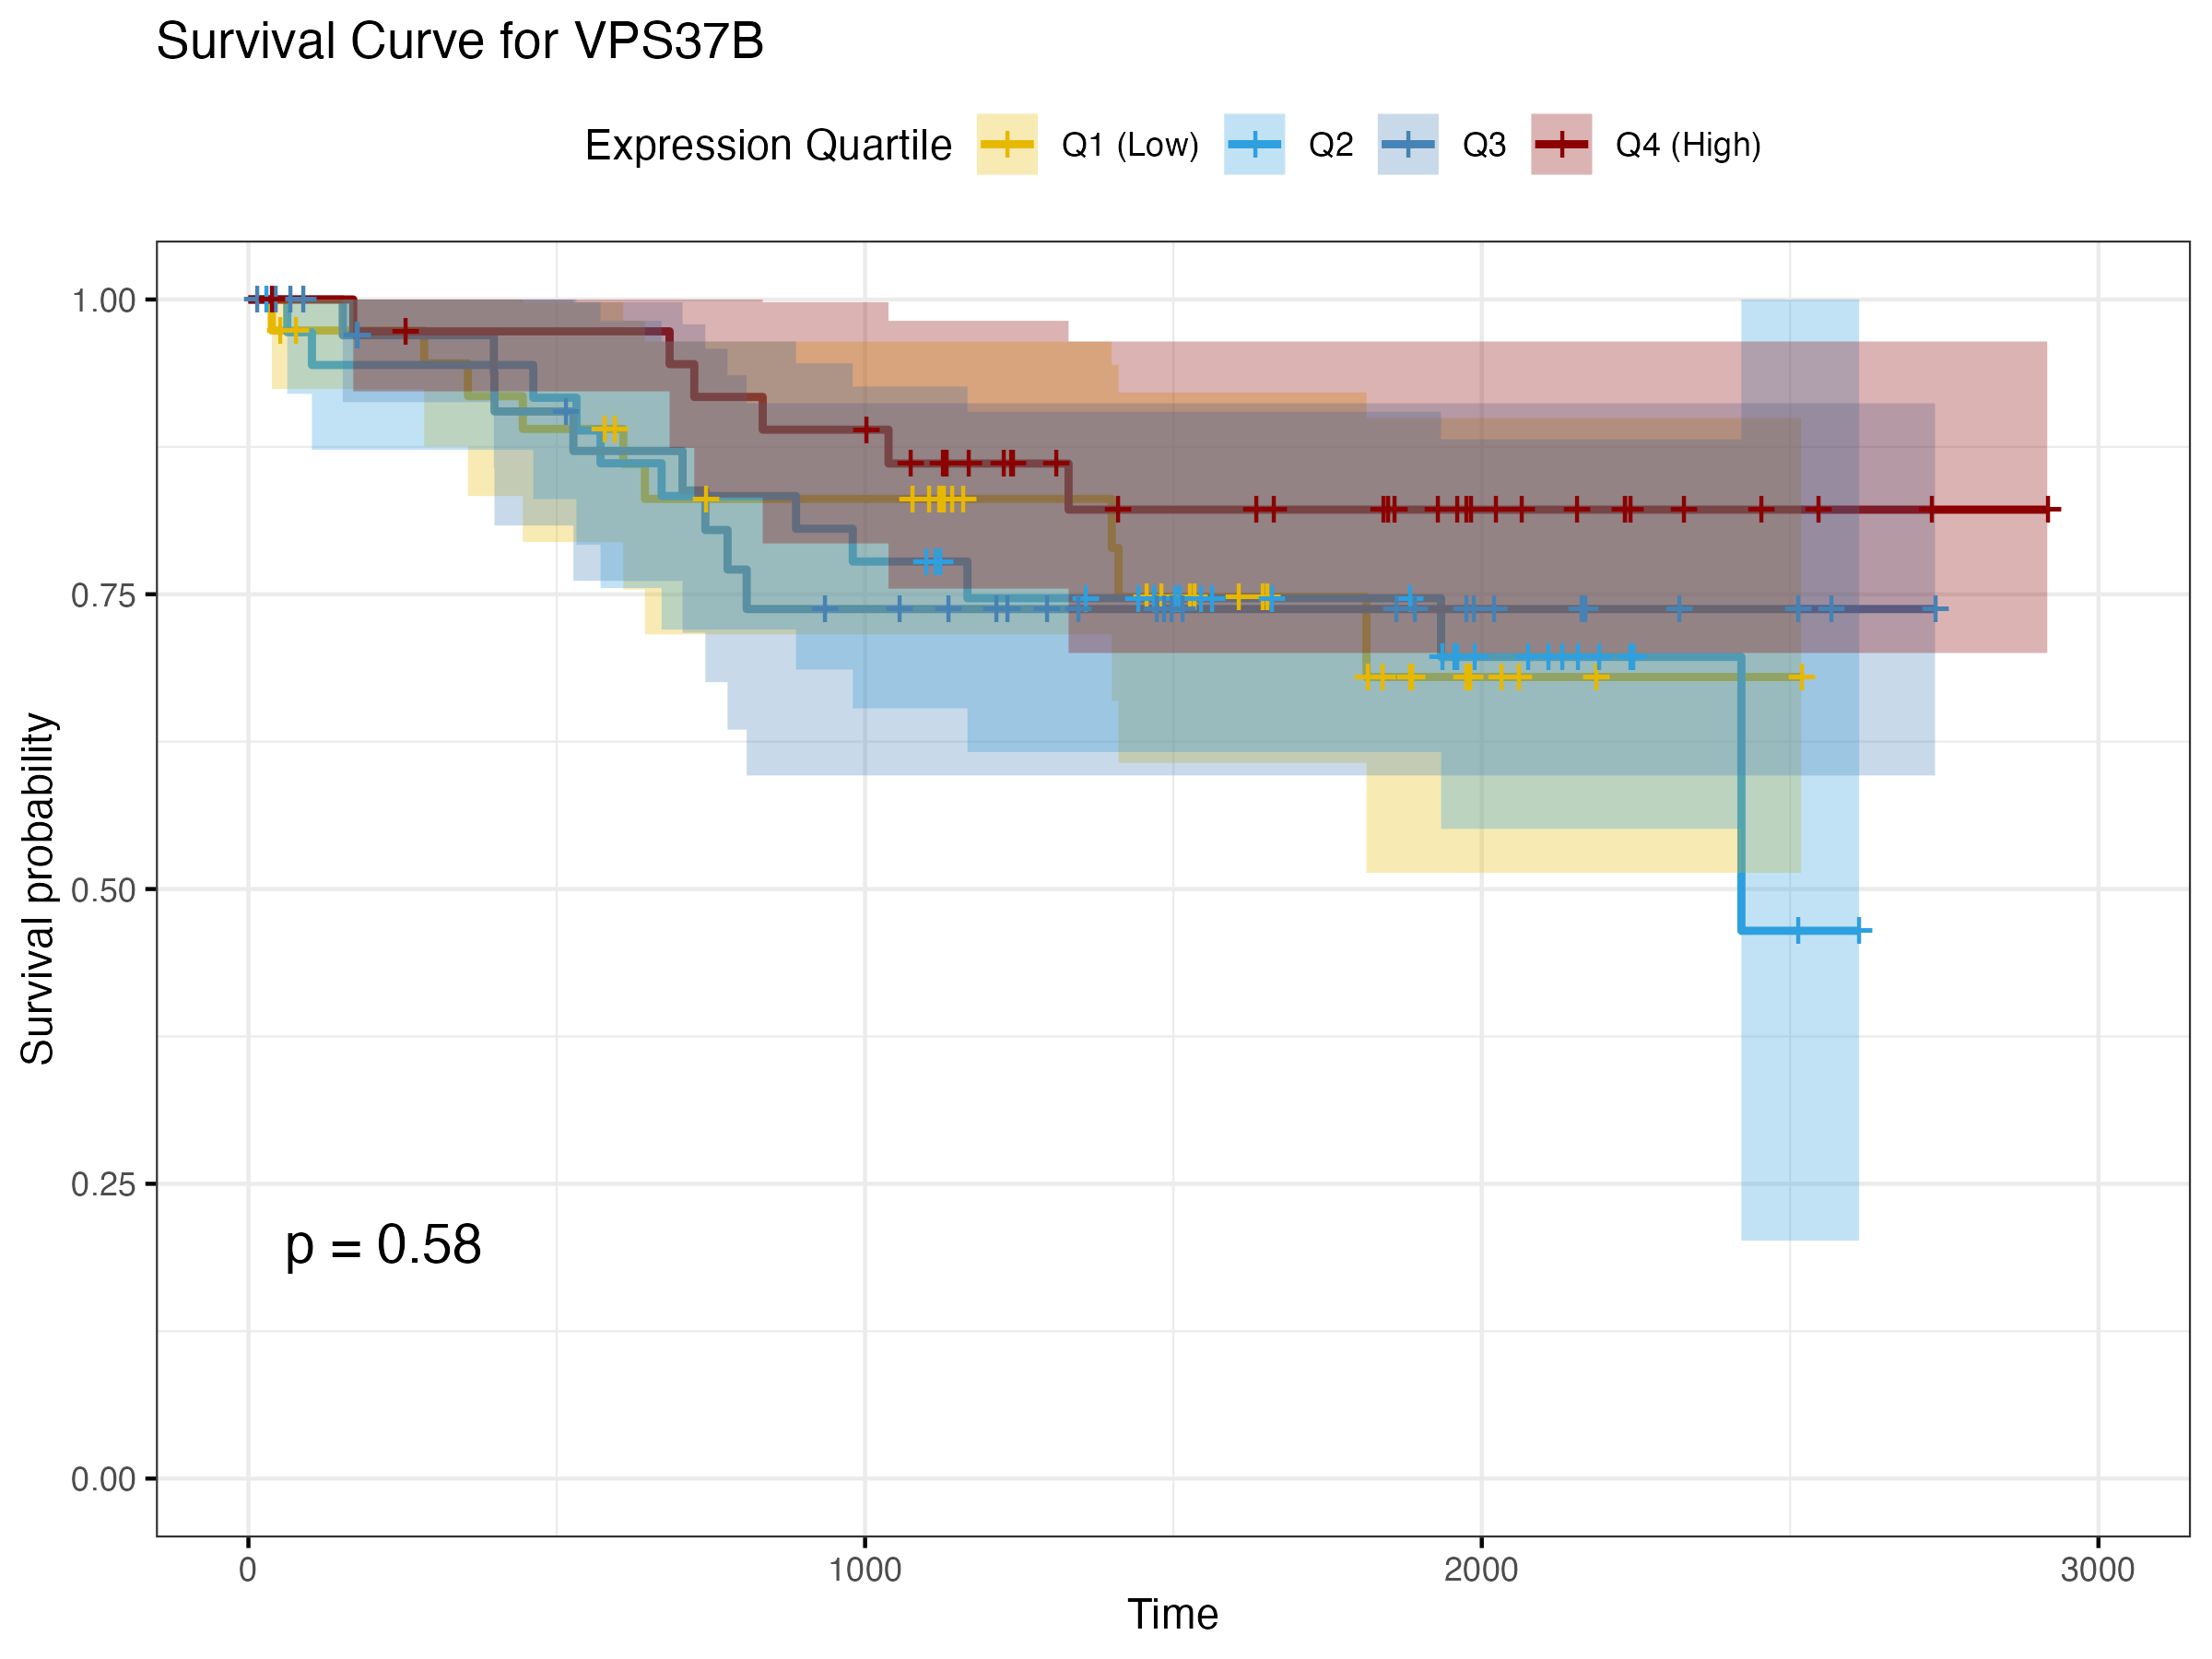 Survival Curve for VPS37B
Expression Quartile Q1 (Low) Q2 Q3 Q4 (High)
Survival probability
1.00
0.75
0.50
0.25
0.00
p = 0.58
0 1000 2000 3000
Time